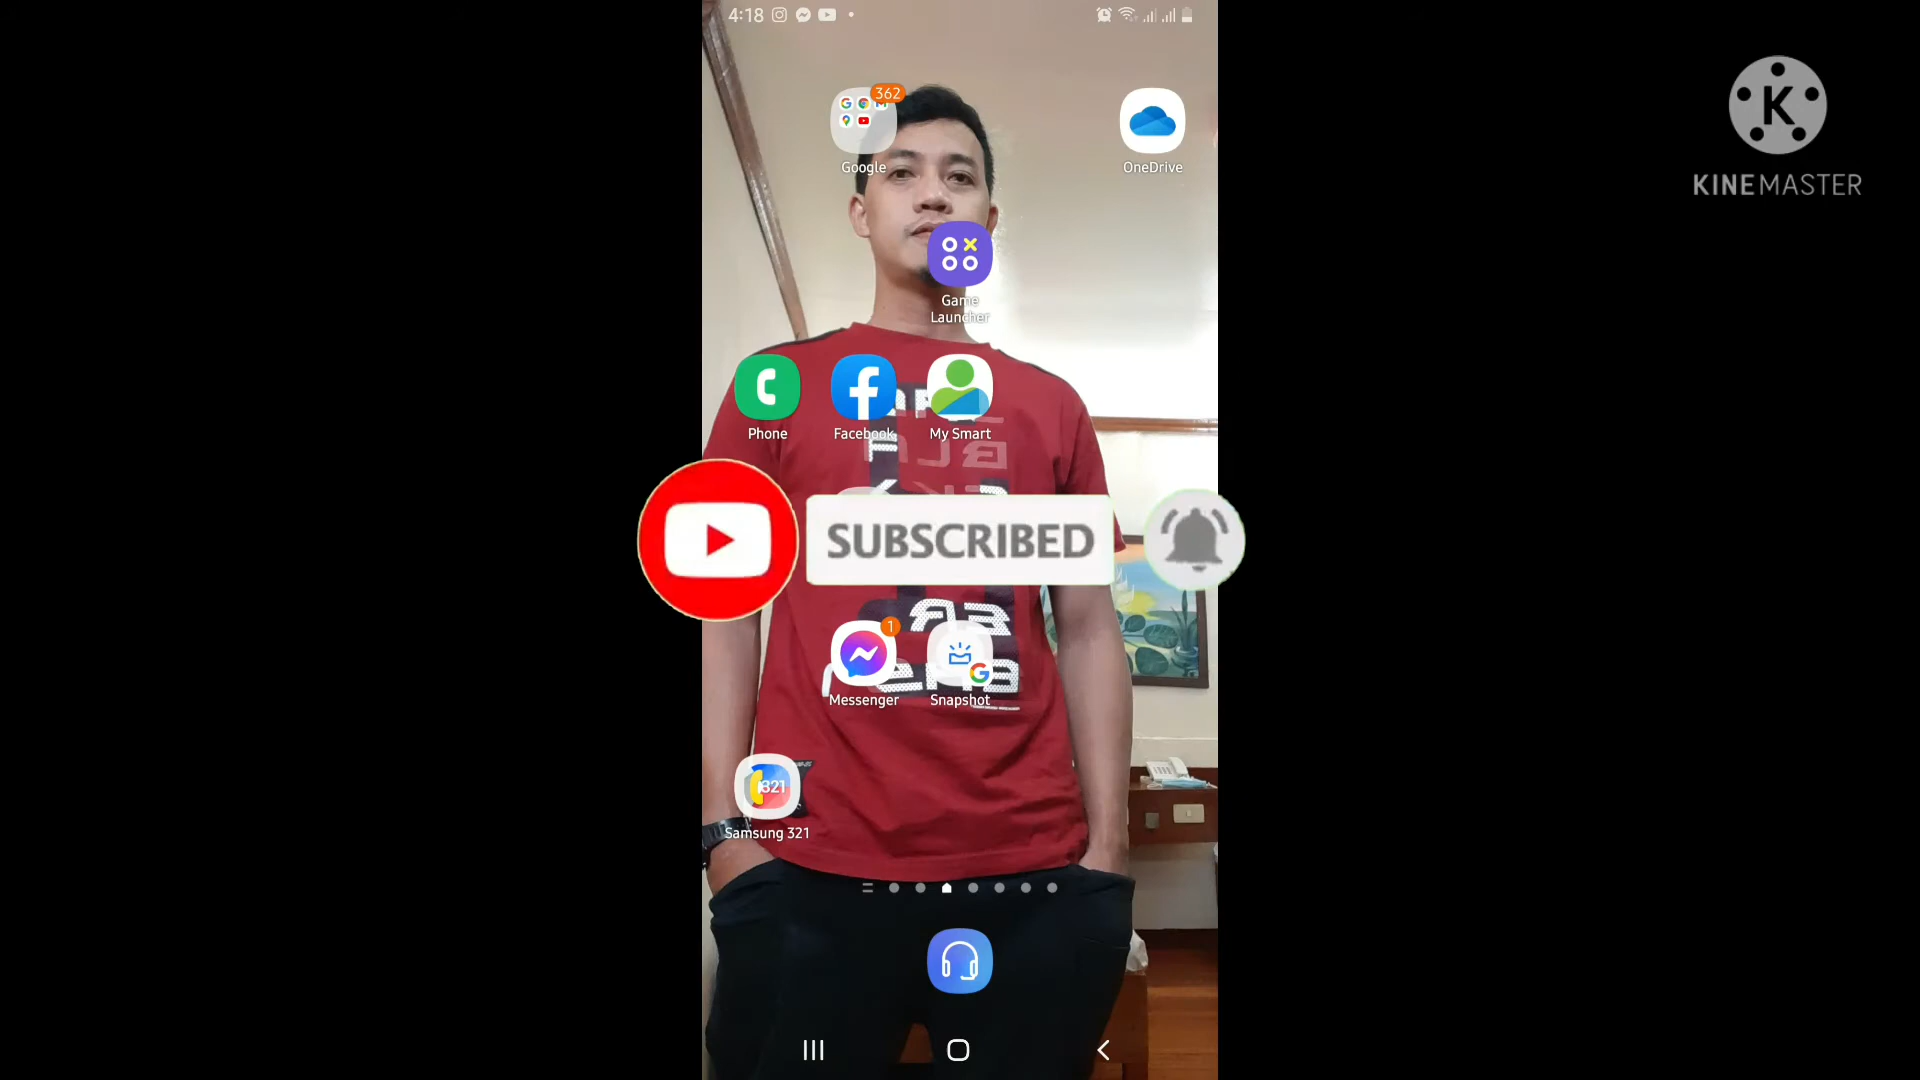 4:18
362
Google
OneDrive
Game
Launcher
Phone
Facebook
My Smart
SUBSCRIBED
1
Messenger
Snapshot
321
Samsung 321
K
KINEMASTER